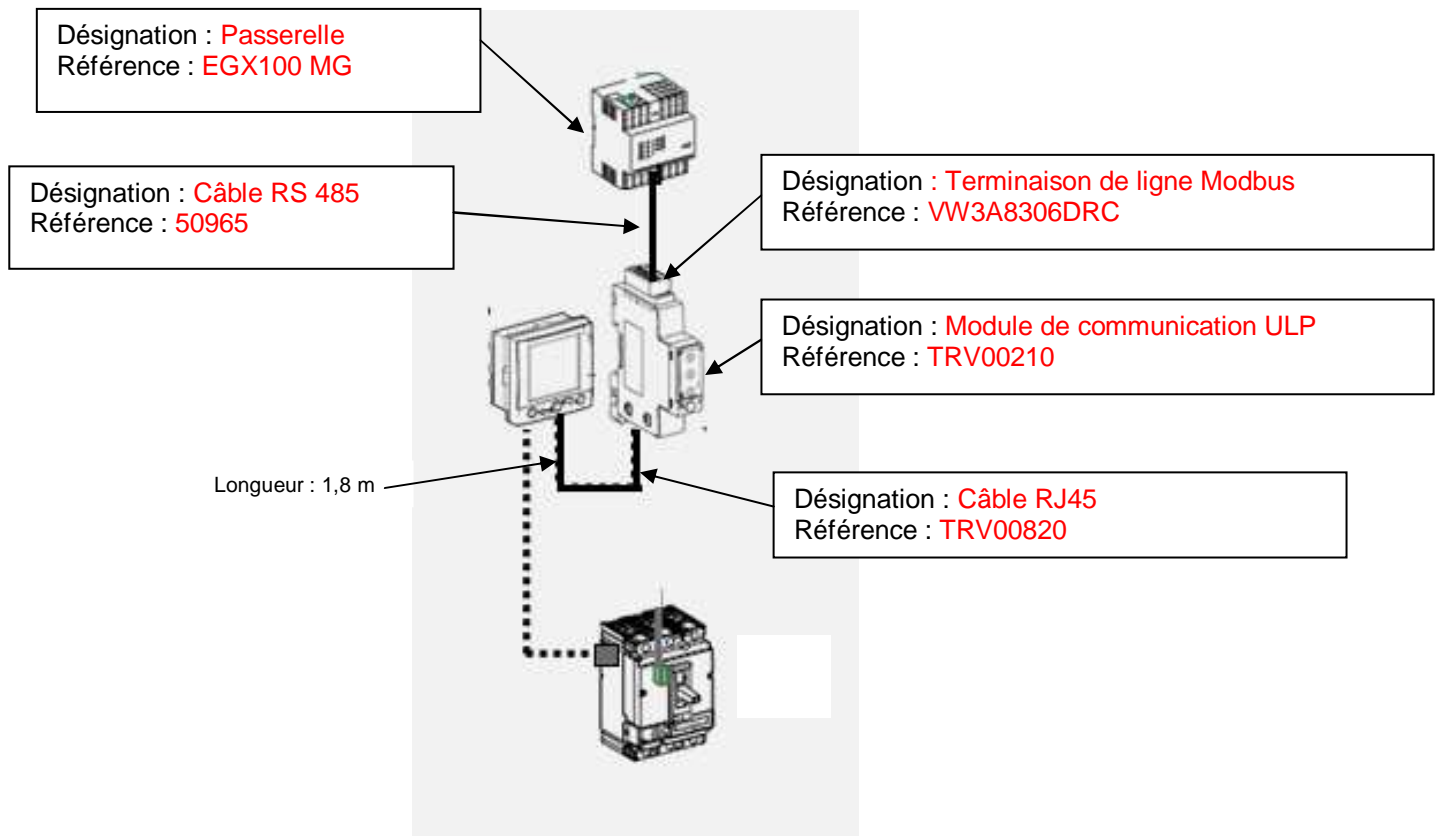 Désignation : Passerelle
Référence : EGX100 MG
Désignation : Câble RS 485
Référence : 50965
Désignation : Terminaison de ligne Modbus
Référence : VW3A8306DRC
Désignation : Module de communication ULP
Référence : TRV00210
Longueur : 1,8 m
Désignation : Câble RJ45
Référence : TRV00820